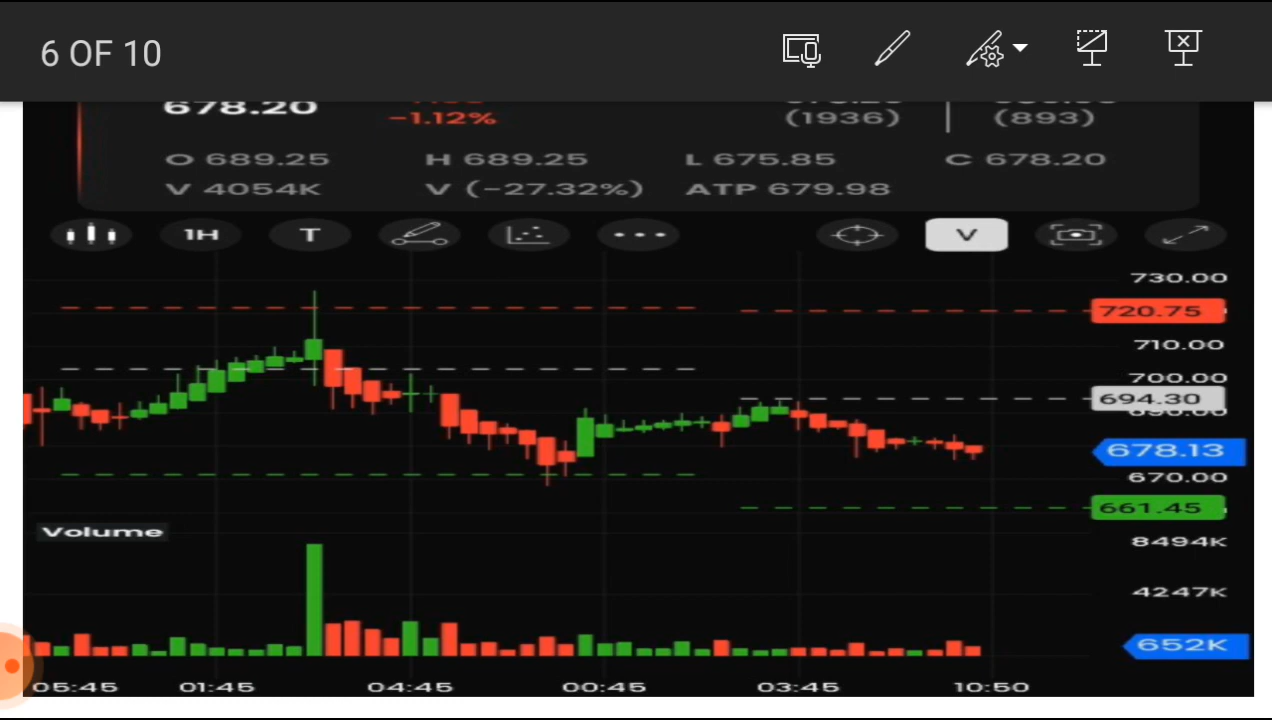 6 OF 10
678.20
-1.12% (1936) (893)
O 689.25 H 689.25 L 675.85 C 678.20
V 4054K V (-27.32%) ATP 679.98
1H T V
730.00
720.75
710.00
700.00
694.30
678.13
670.00
661.45
Volume
8494K
4247K
652K
05:45 01:45 04:45 00:45 03:45 10:50